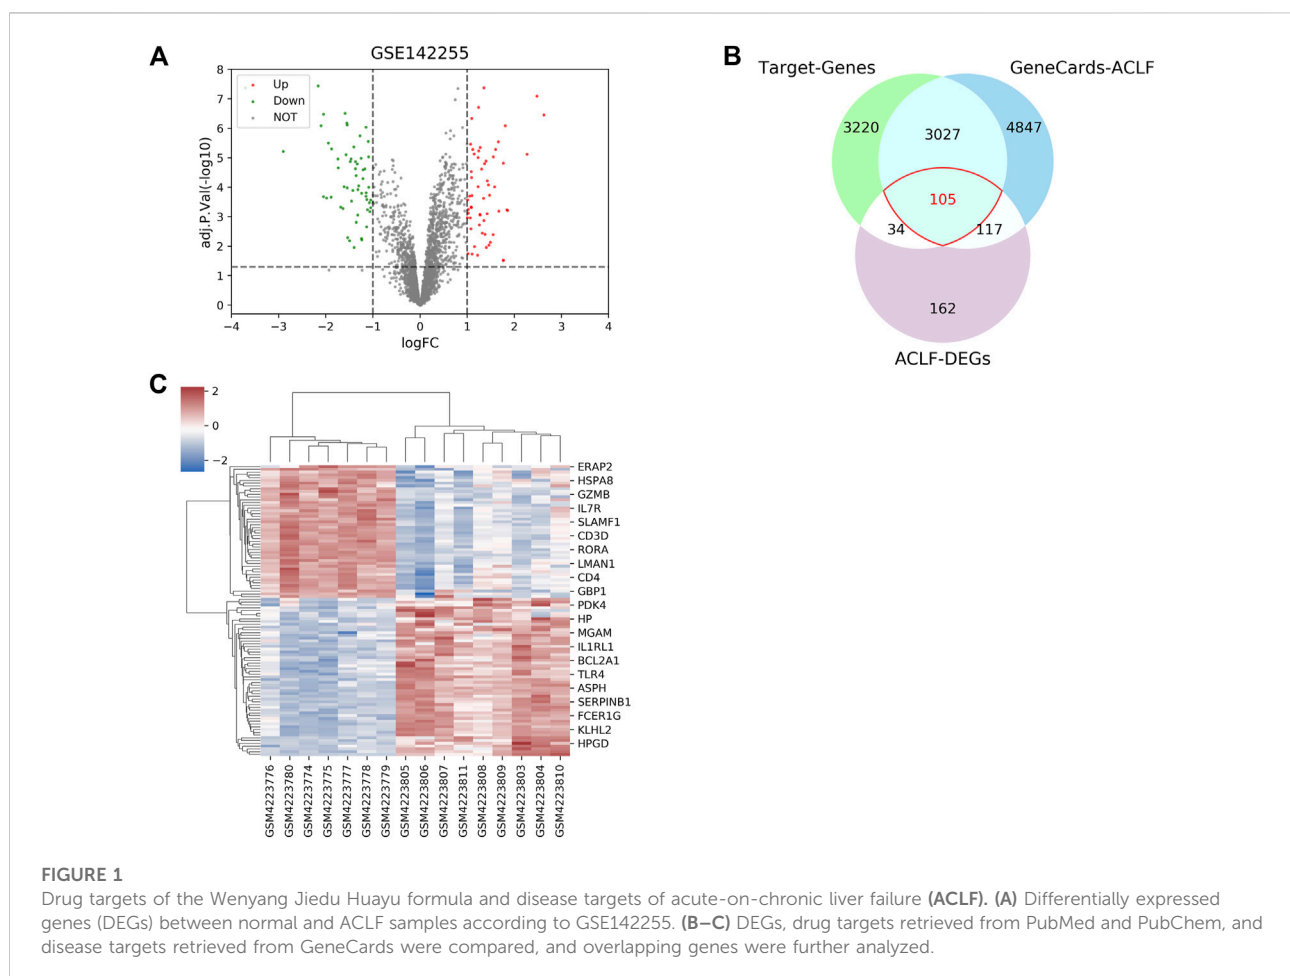 A
GSE142255
Up
Down
NOT
8
7
6
5
4
3
2
1
0
adj.P.Val(-log10)
−4
−3
−2
−1
0
1
2
3
4
logFC
B
Target-Genes
GeneCards-ACLF
3220
3027
4847
105
34
117
162
ACLF-DEGs
C
2
0
−2
ERAP2
HSPA8
GZMB
IL7R
SLAMF1
CD3D
RORA
LMAN1
CD4
GBP1
PDK4
HP
MGAM
IL1RL1
BCL2A1
TLR4
ASPH
SERPINB1
FCER1G
KLHL2
HPGD
GSM4223776
GSM4223780
GSM4223774
GSM4223775
GSM4223777
GSM4223778
GSM4223779
GSM4223805
GSM4223806
GSM4223807
GSM4223811
GSM4223808
GSM4223809
GSM4223803
GSM4223804
GSM4223810
FIGURE 1
Drug targets of the Wenyang Jiedu Huayu formula and disease targets of acute-on-chronic liver failure (ACLF). (A) Differentially expressed
genes (DEGs) between normal and ACLF samples according to GSE142255. (B–C) DEGs, drug targets retrieved from PubMed and PubChem, and
disease targets retrieved from GeneCards were compared, and overlapping genes were further analyzed.